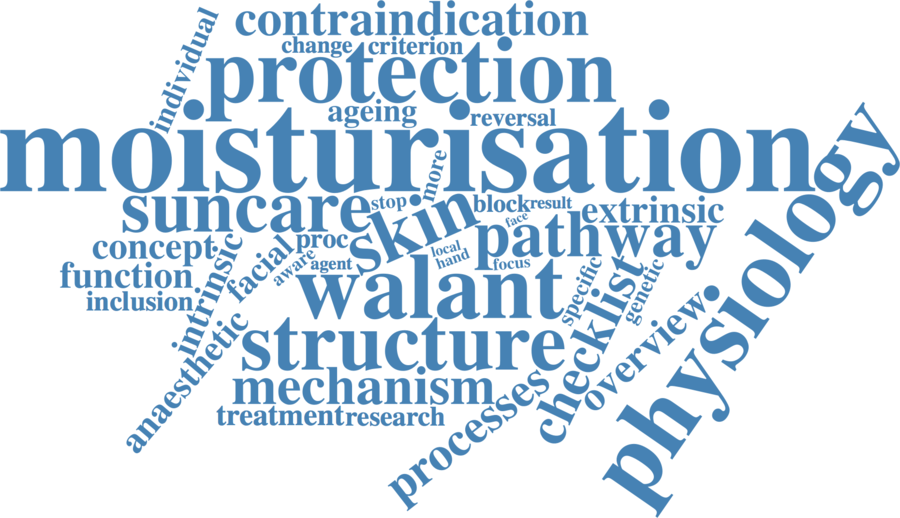 contraindication
individual
change
criterion
protection
ageing
reversal
moisturisation
physiology
more
stop
suncare
skin
block
result
extrinsic
face
concept
proc
pathway
local
hand
focus
function
facial
aware
agent
intrinsic
inclusion
walant
specific
genetic
checklist
structure
overview
anaesthetic
mechanism
processes
treatment
research